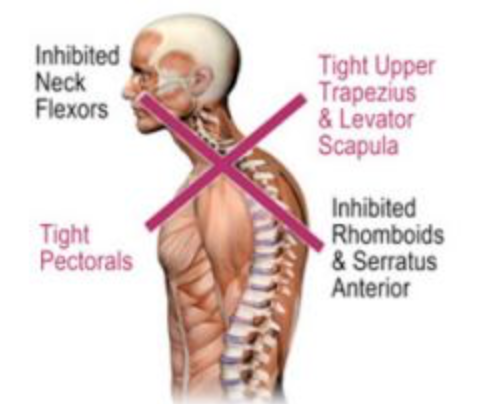 Inhibited
Neck
Flexors
Tight Upper
Trapezius
& Levator
Scapula
Tight
Pectorals
Inhibited
Rhomboids
& Serratus
Anterior